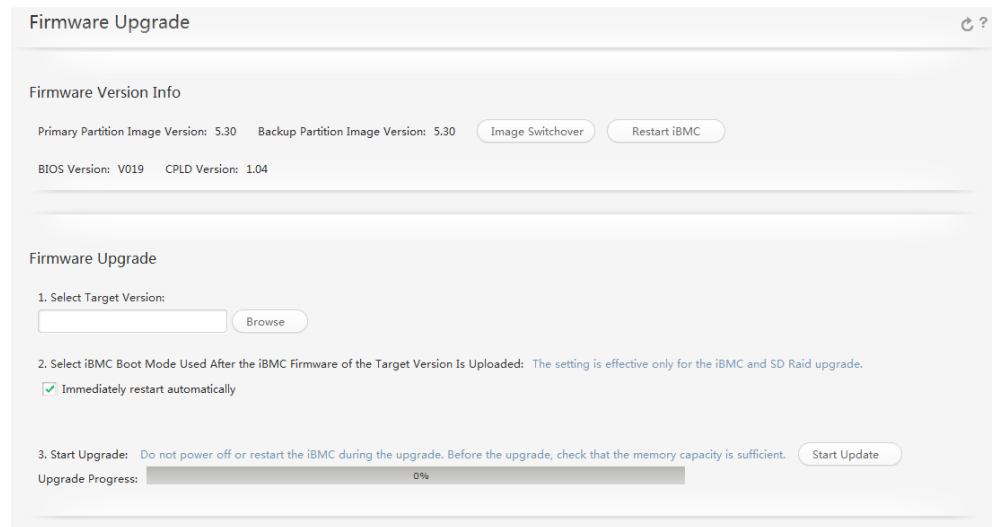 Firmware Upgrade
?
Firmware Version Info
Primary Partition Image Version: 5.30 Backup Partition Image Version: 5.30 Image Switchover Restart iBMC
BIOS Version: V019 CPLD Version: 1.04
Firmware Upgrade
1. Select Target Version:
Browse
2. Select iBMC Boot Mode Used After the iBMC Firmware of the Target Version Is Uploaded: The setting is effective only for the iBMC and SD Raid upgrade.
Immediately restart automatically
3. Start Upgrade: Do not power off or restart the iBMC during the upgrade. Before the upgrade, check that the memory capacity is sufficient. Start Update
Upgrade Progress: 0%